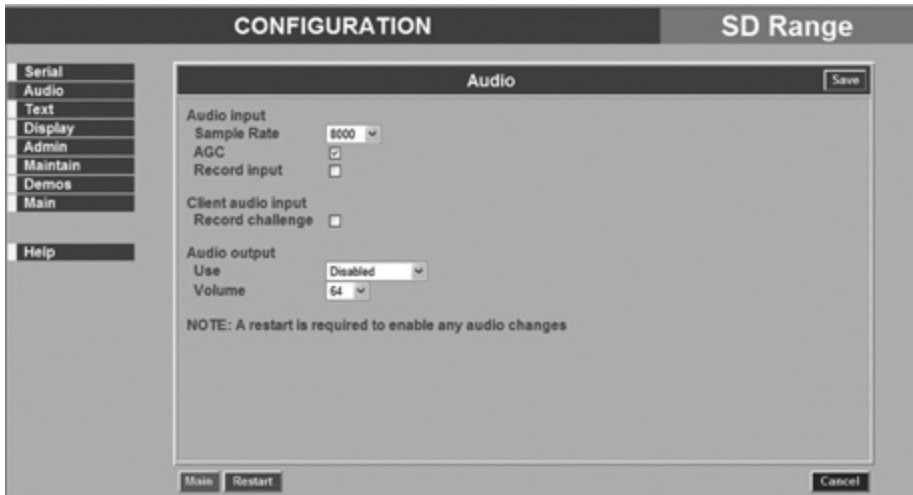 CONFIGURATION
SD Range
Serial
Audio
Text
Display
Admin
Maintain
Demos
Main
Help
Audio
Save
Audio input
Sample Rate 8000
AGC
Record input
Client audio input
Record challenge
Audio output
Use Disabled
Volume 64
NOTE: A restart is required to enable any audio changes
Main Restart Cancel